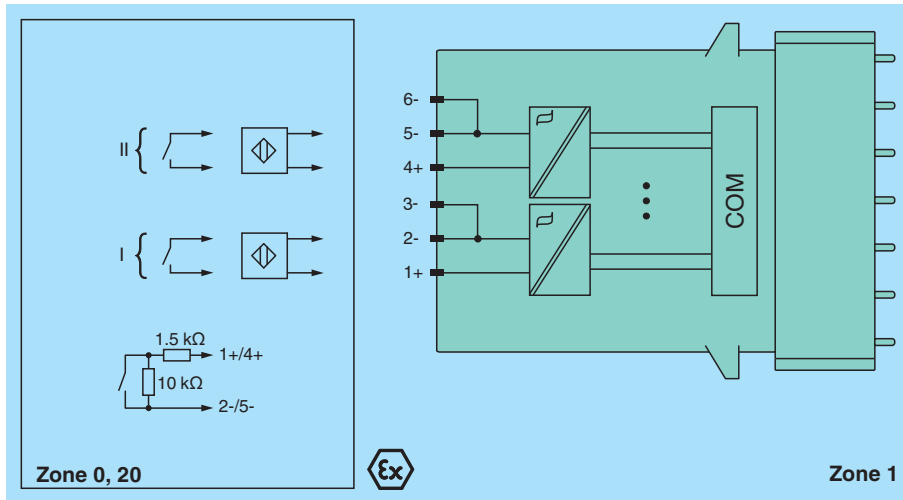 6-
5-
4+
3-
2-
1+
II
I
COM
1.5 kΩ
1+/4+
10 kΩ
2-/5-
Zone 0, 20
Ex
Zone 1